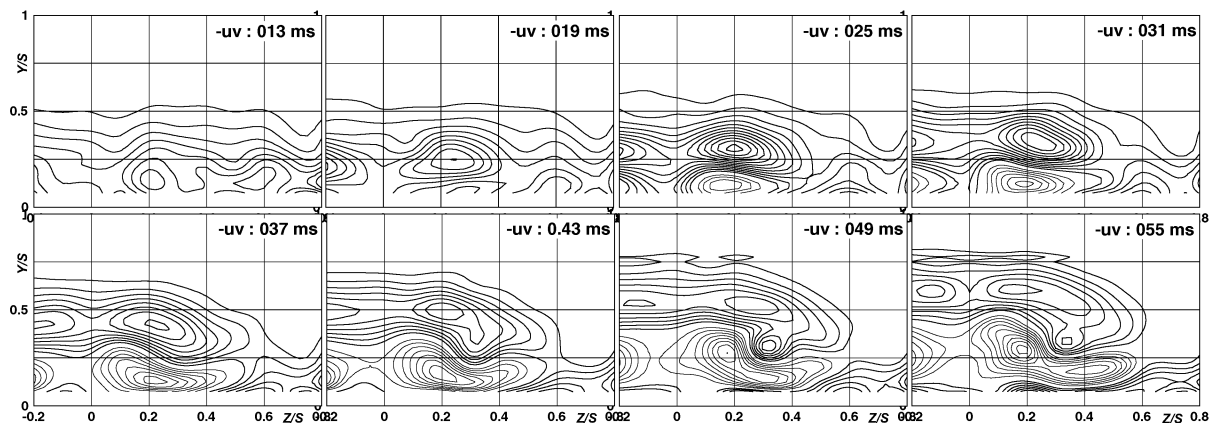 1
-uv : 013 ms
-uv : 019 ms
-uv : 025 ms
-uv : 031 ms
Y/S
0.5
0
1
-uv : 037 ms
-uv : 0.43 ms
-uv : 049 ms
-uv : 055 ms
Y/S
0.5
0
-0.2 0 0.2 0.4 0.6 Z/S 0 0.2 0.4 0.6 Z/S 0 0.2 0.4 0.6 Z/S 0 0.2 0.4 0.6 Z/S 0.8